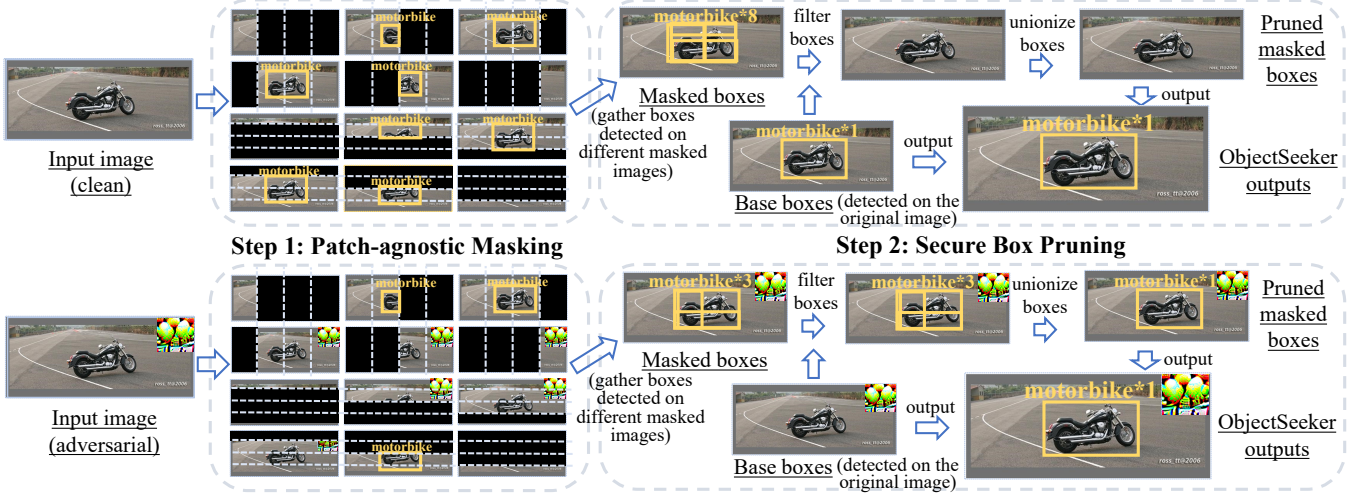 Input image
(clean)
motorbike
motorbike
motorbike
motorbike
motorbike
motorbike
motorbike
motorbike
motorbike*8
Masked boxes
(gather boxes
detected on
different masked
images)
filter
boxes
unionize
boxes
Pruned
masked
boxes
output
motorbike*1
Base boxes (detected on the
original image)
output
motorbike*1
ross_tt@2006
ObjectSeeker
outputs
Step 1: Patch-agnostic Masking
Step 2: Secure Box Pruning
Input image
(adversarial)
motorbike
motorbike
motorbike
motorbike*3
Masked boxes
(gather boxes
detected on
different masked
images)
filter
boxes
motorbike*3
unionize
boxes
motorbike*1
Pruned
masked
boxes
output
Base boxes (detected on the
original image)
output
motorbike*1
ross_tt@2006
ObjectSeeker
outputs